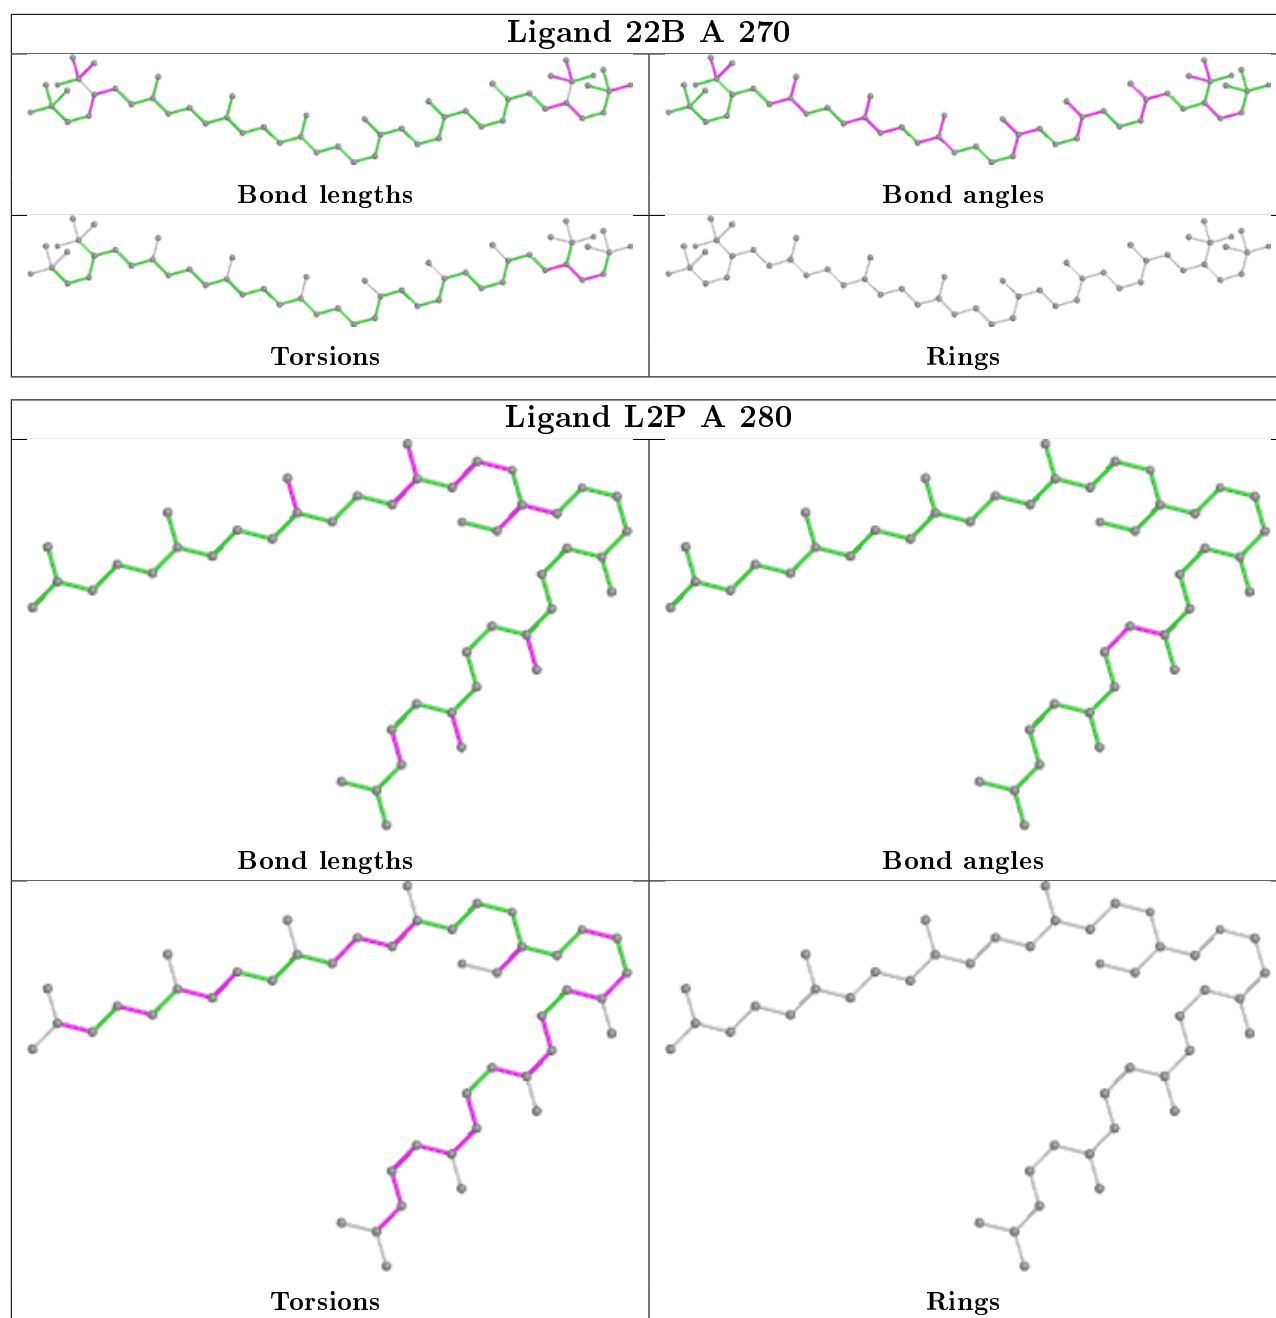 Ligand 22B A 270
Bond lengths
Bond angles
Torsions
Rings
Ligand L2P A 280
Bond lengths
Bond angles
Torsions
Rings